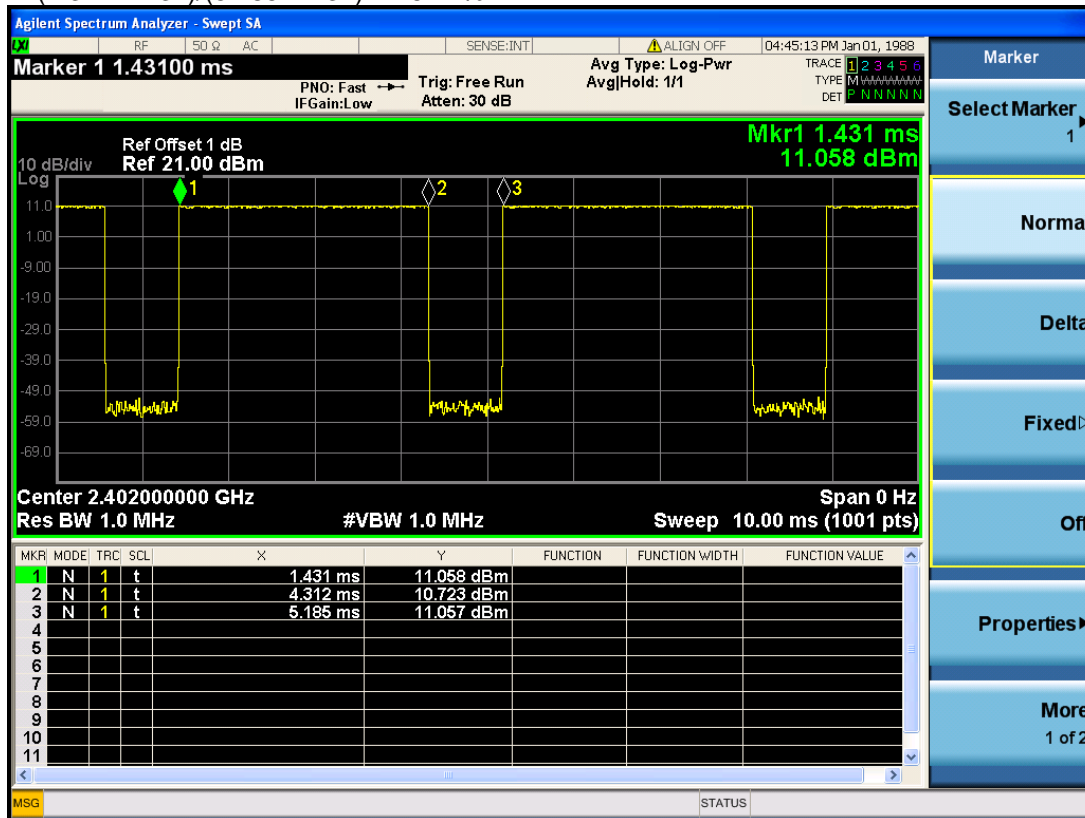 Agilent Spectrum Analyzer - Swept SA
LXI RF 50 Ω AC SENSE:INT ALIGN OFF 04:45:13 PM Jan 01, 1988
Marker 1 1.43100 ms
PNO: Fast
IFGain:Low
Trig: Free Run
Atten: 30 dB
Avg Type: Log-Pwr
Avg|Hold: 1/1
TRACE 1 2 3 4 5 6
TYPE M
DET P N N N N N
Mkr1 1.431 ms
11.058 dBm
Ref Offset 1 dB
10 dB/div Ref 21.00 dBm
Log
1 2 3
11.0
1.00
-9.00
-19.0
-29.0
-39.0
-49.0
-59.0
-69.0
Center 2.402000000 GHz Span 0 Hz
Res BW 1.0 MHz #VBW 1.0 MHz Sweep 10.00 ms (1001 pts)
MKR MODE TRC SCL X Y FUNCTION FUNCTION WIDTH FUNCTION VALUE
1 N 1 t 1.431 ms 11.058 dBm
2 N 1 t 4.312 ms 10.723 dBm
3 N 1 t 5.185 ms 11.057 dBm
4
5
6
7
8
9
10
11
MSG STATUS
Marker
Select Marker
1
Norma
Delta
Fixed
Off
Properties
More
1 of 2